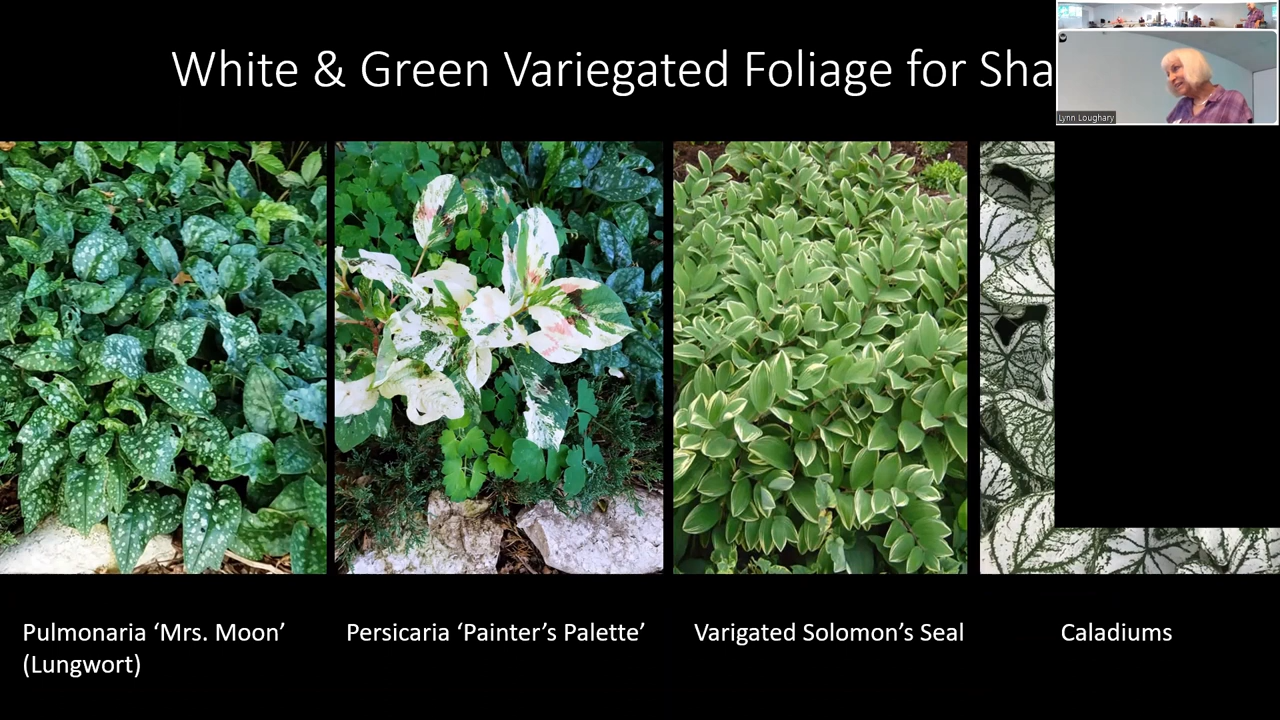 White & Green Variegated Foliage for Sha
Lynn Loughary
Pulmonaria ‘Mrs. Moon’
(Lungwort)
Persicaria ‘Painter’s Palette’
Varigated Solomon’s Seal
Caladiums